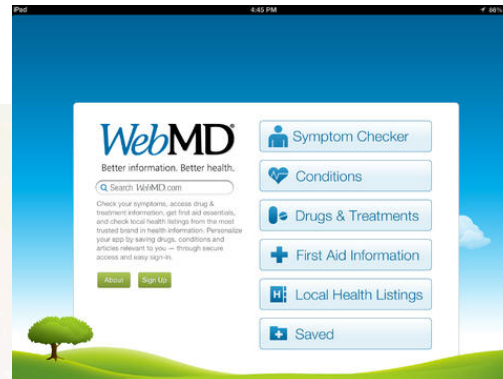 iPad 4:45 PM 86%
WebMD®
Better information. Better health.
Search WebMD.com
Check your symptoms, access drug &
treatment information, get first aid essentials,
and check local health listings from the most
trusted brand in health information. Personalize
your app by saving drugs, conditions and
articles relevant to you — through secure
access and easy sign-in.
About Sign Up
Symptom Checker
Conditions
Drugs & Treatments
First Aid Information
H Local Health Listings
Saved